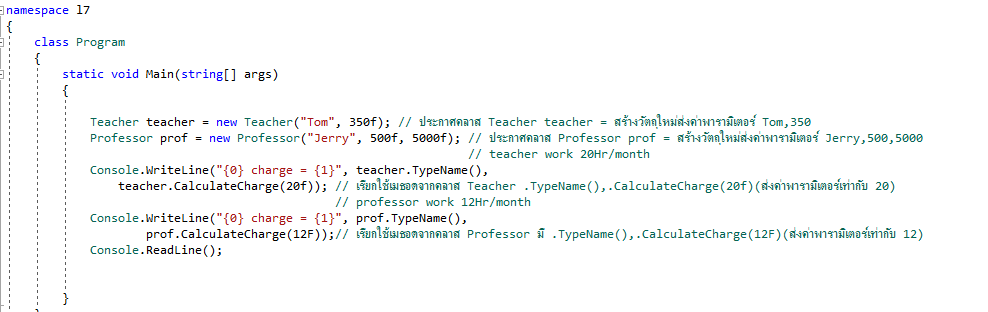 namespace l7
{
class Program
{
static void Main(string[] args)
{
Teacher teacher = new Teacher("Tom", 350f); // ประกาศคลาส Teacher teacher = สร้างวัตถุใหม่ส่งค่าพารามิเตอร์ Tom,350
Professor prof = new Professor("Jerry", 500f, 5000f); // ประกาศคลาส Professor prof = สร้างวัตถุใหม่ส่งค่าพารามิเตอร์ Jerry,500,5000
// teacher work 20Hr/month
Console.WriteLine("{0} charge = {1}", teacher.TypeName(),
teacher.CalculateCharge(20f)); // เรียกใช้เมธอดจากคลาส Teacher .TypeName(),.CalculateCharge(20f)(ส่งค่าพารามิเตอร์เท่ากับ 20)
// professor work 12Hr/month
Console.WriteLine("{0} charge = {1}", prof.TypeName(),
prof.CalculateCharge(12F));// เรียกใช้เมธอดจากคลาส Professor มี .TypeName(),.CalculateCharge(12F)(ส่งค่าพารามิเตอร์เท่ากับ 12)
Console.ReadLine();
}